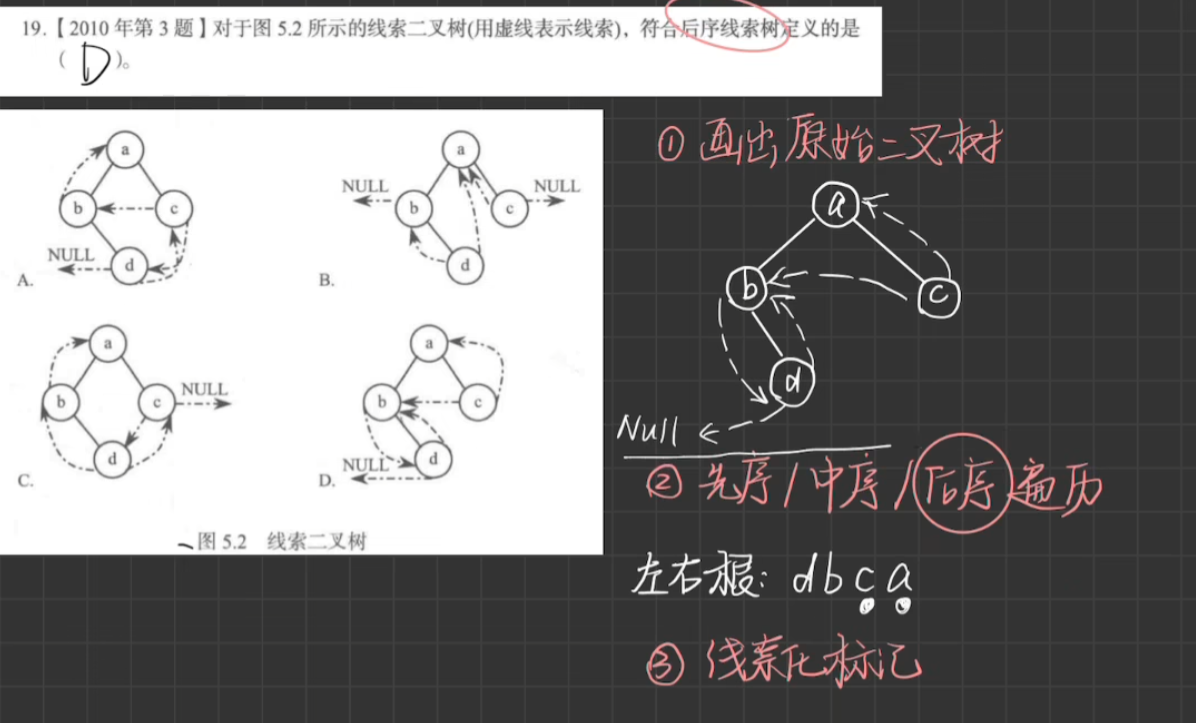 19.【2010 年第 3 题】对于图 5.2 所示的线索二叉树(用虚线表示线索)，符合后序线索树定义的是
( D )。
a
b
c
NULL
d
A.
a
NULL
NULL
b
c
d
B.
a
b
c
NULL
d
C.
a
b
c
NULL
d
D.
图 5.2 线索二叉树
① 画出原始二叉树
a
b
c
d
Null
② 先序/中序/后序遍历
左右根: d b c a
③ 线索化标记